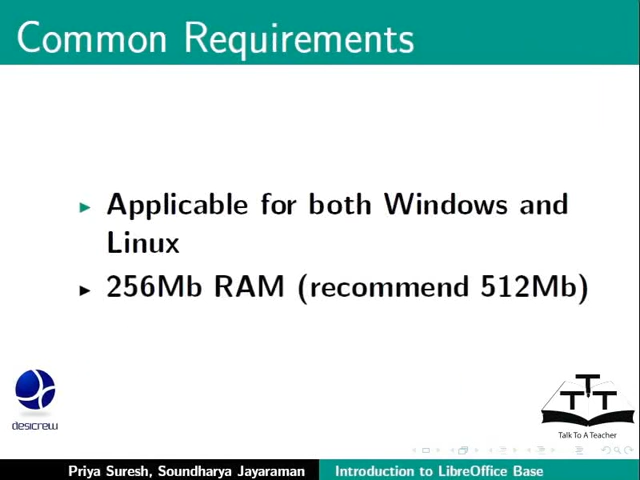 Common Requirements
Applicable for both Windows and
Linux
256Mb RAM (recommend 512Mb)
desicrew
T
T T
Talk To A Teacher
Priya Suresh, Soundharya Jayaraman
Introduction to LibreOffice Base